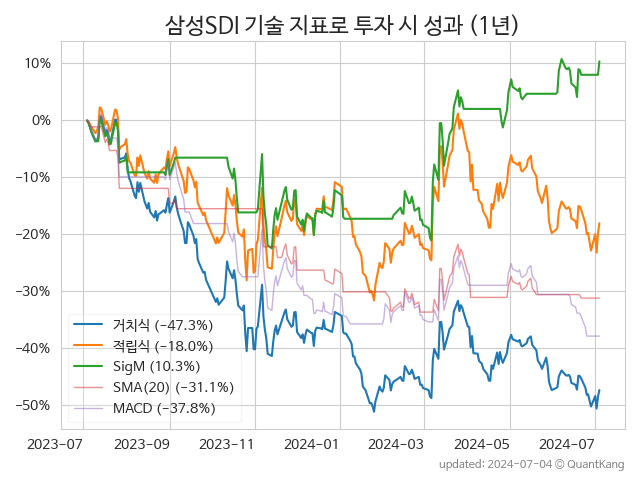 삼성SDI 기술 지표로 투자 시 성과 (1년)
10%
0%
−10%
−20%
−30%
−40%
−50%
거치식 (−47.3%)
적립식 (−18.0%)
SigM (10.3%)
SMA(20) (−31.1%)
MACD (−37.8%)
2023-07 2023-09 2023-11 2024-01 2024-03 2024-05 2024-07
updated: 2024-07-04 © QuantKang